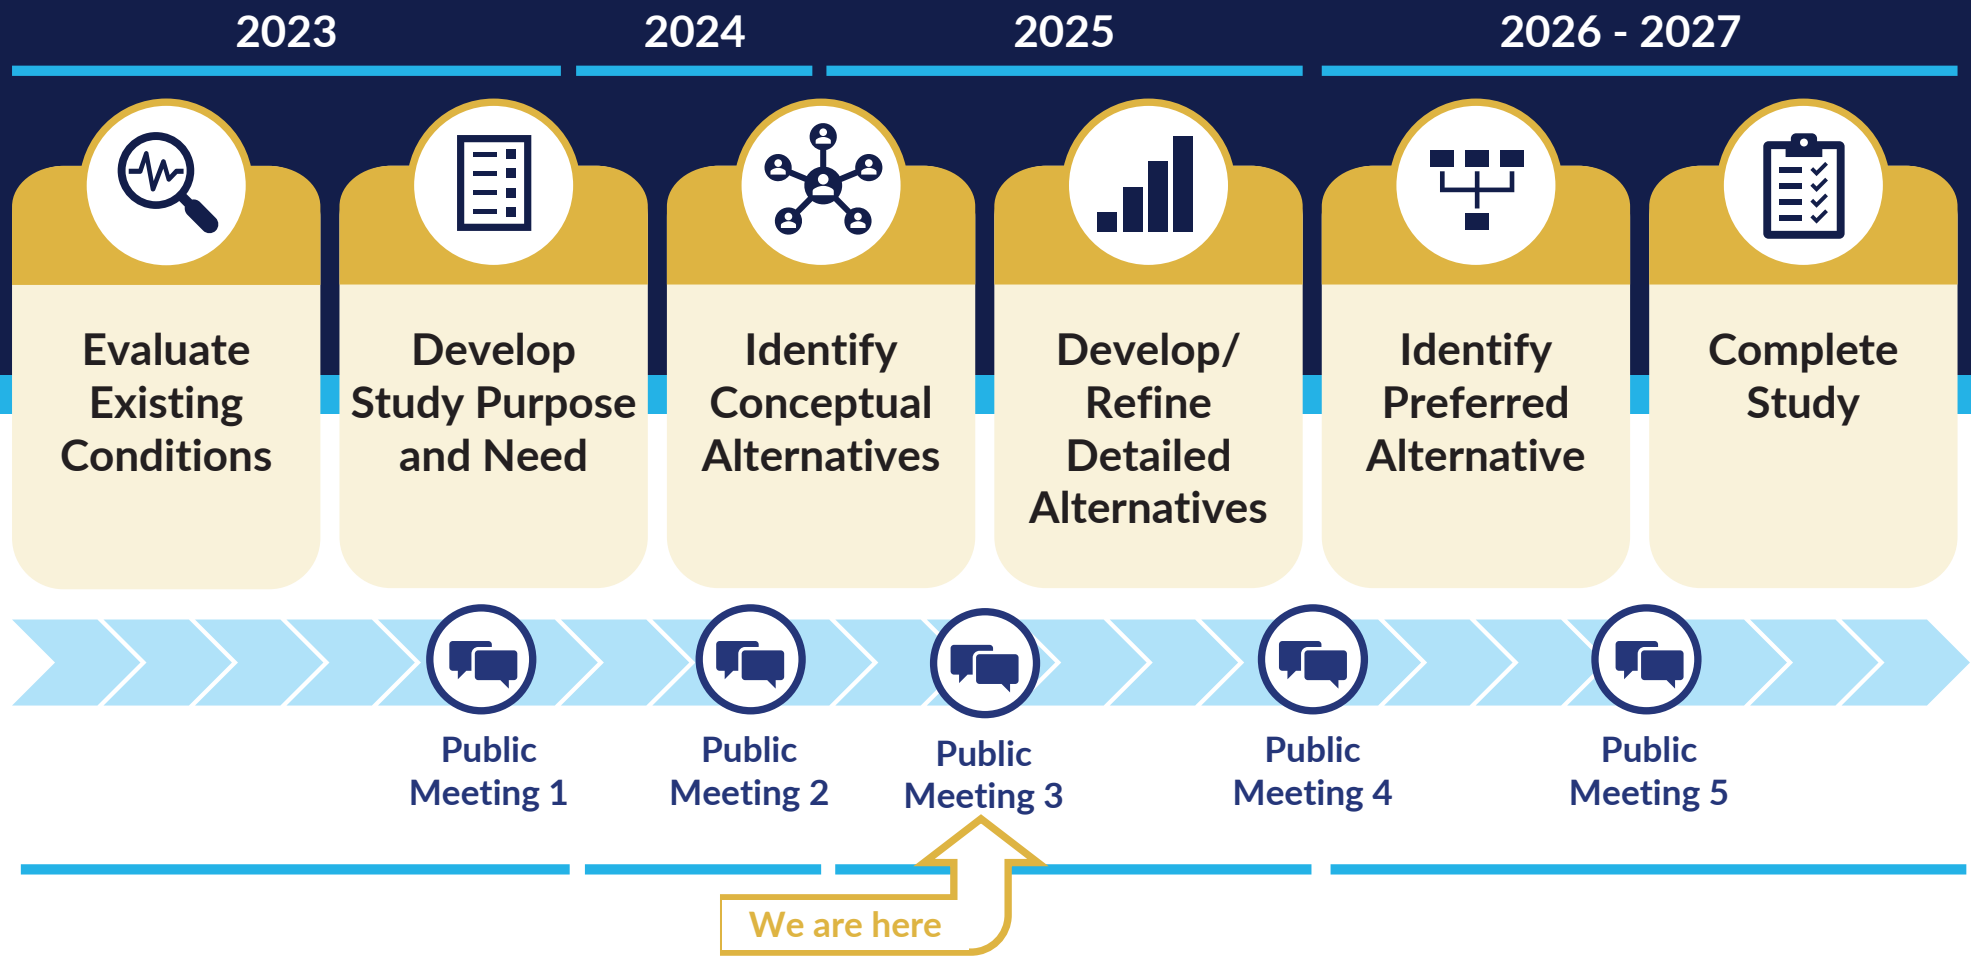 2023
2024
2025
2026 - 2027
Evaluate
Existing
Conditions
Develop
Study Purpose
and Need
Identify
Conceptual
Alternatives
Develop/
Refine
Detailed
Alternatives
Identify
Preferred
Alternative
Complete
Study
Public
Meeting 1
Public
Meeting 2
Public
Meeting 3
Public
Meeting 4
Public
Meeting 5
We are here